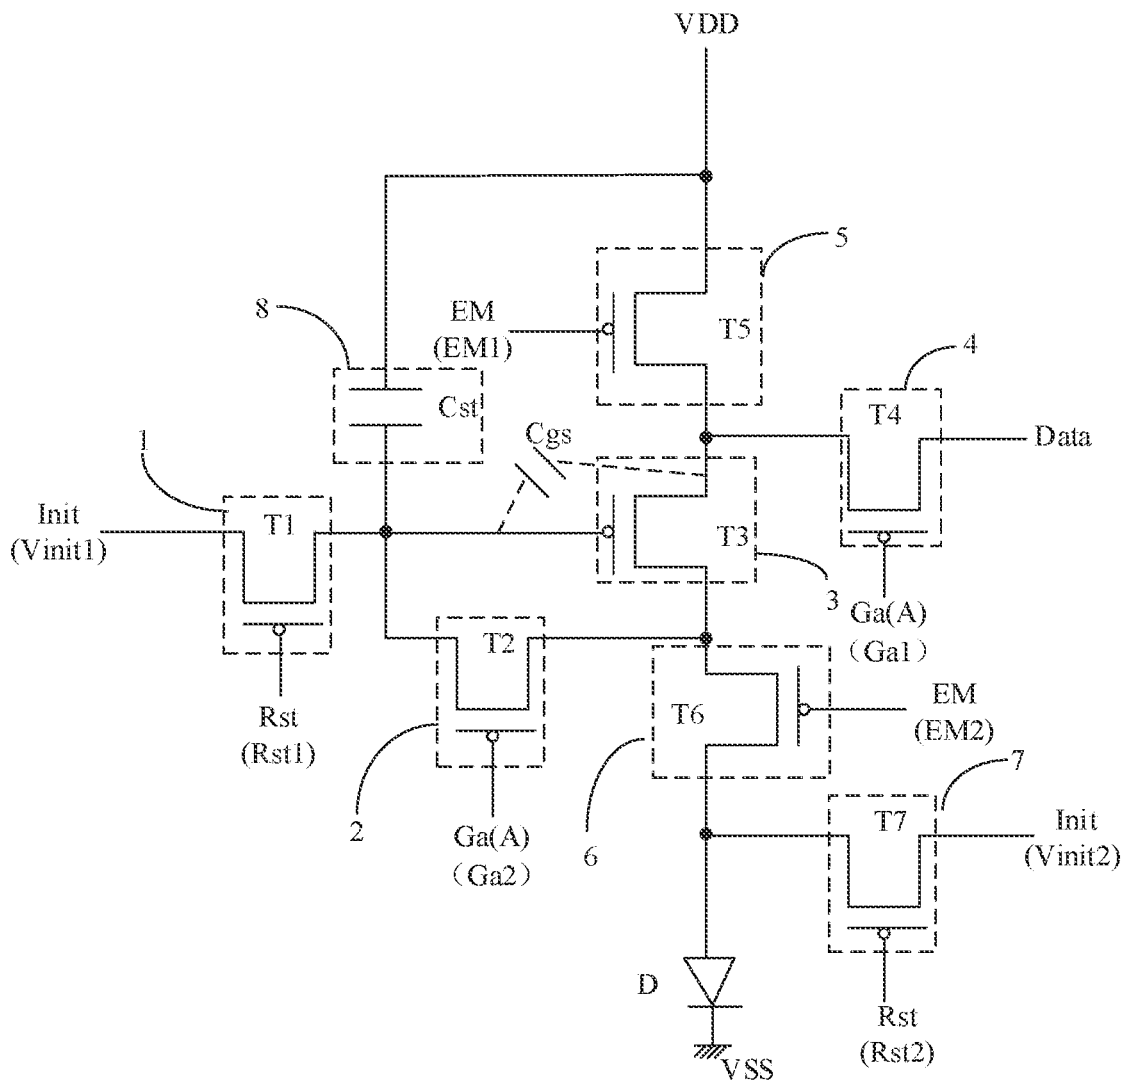 VDD
5
8
EM
(EM1)
T5
4
Cst
T4
Cgs
Data
1
Init
(Vinit1)
T1
T3
3
Ga(A)
（Ga1）
T2
Rst
(Rst1)
T6
EM
(EM2)
2
6
7
Ga(A)
（Ga2）
T7
Init
(Vinit2)
D
Rst
(Rst2)
VSS